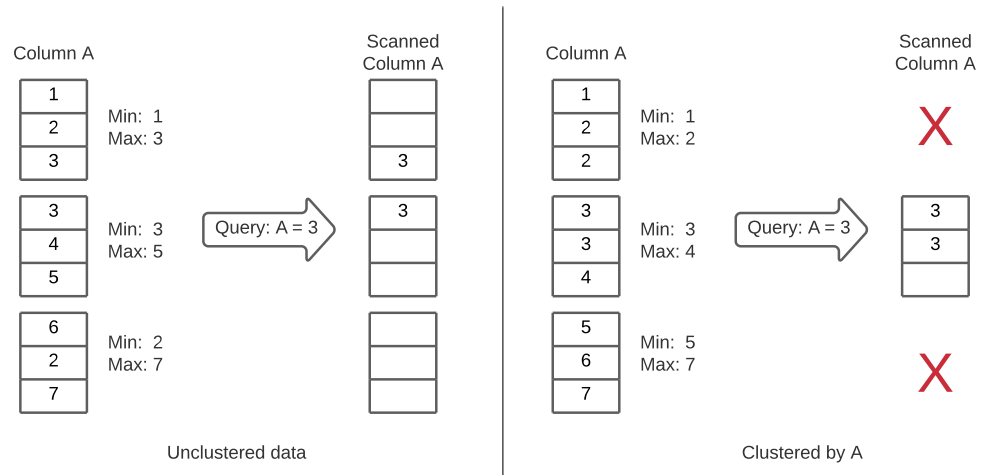 Column A
1
2
3
Min: 1
Max: 3
3
4
5
Min: 3
Max: 5
6
2
7
Min: 2
Max: 7
Query: A = 3
Scanned
Column A
3
3
Unclustered data
Column A
1
2
2
Min: 1
Max: 2
3
3
4
Min: 3
Max: 4
5
6
7
Min: 5
Max: 7
Query: A = 3
Scanned
Column A
X
3
3
X
Clustered by A